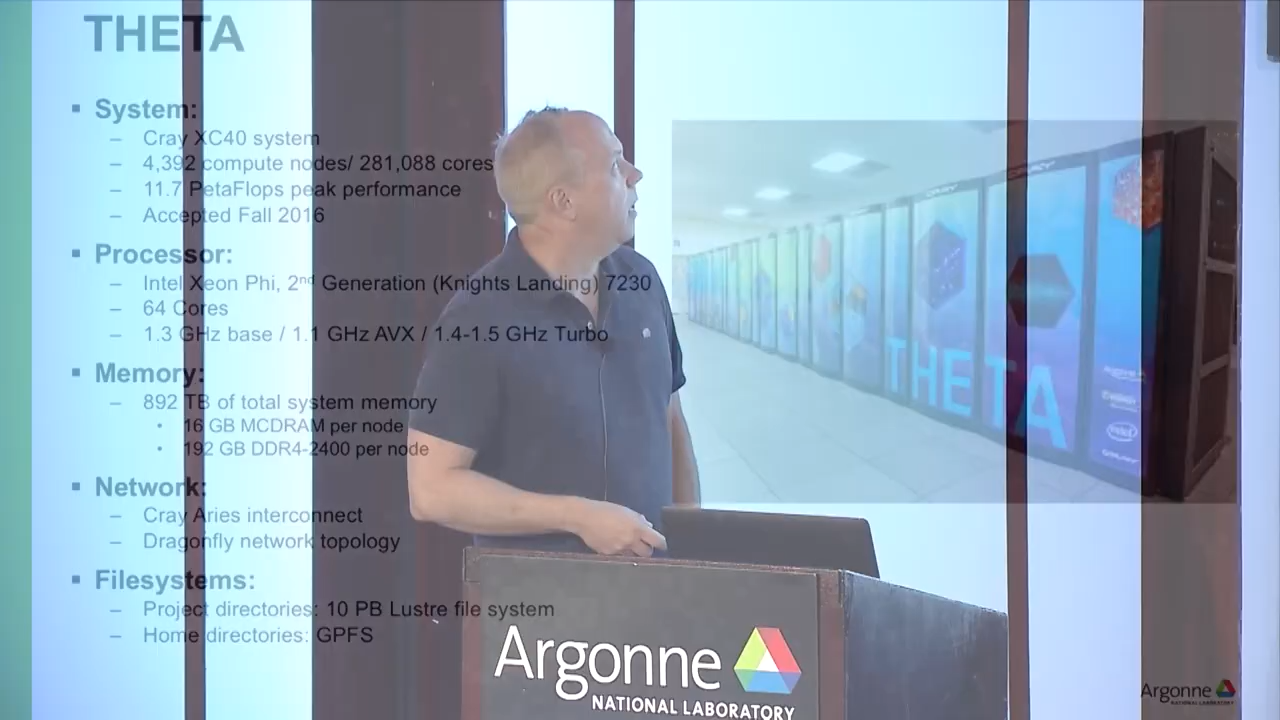 THETA
▪ System:
– Cray XC40 system
– 4,392 compute nodes/ 281,088 cores
– 11.7 PetaFlops peak performance
– Accepted Fall 2016
▪ Processor:
– Intel Xeon Phi, 2nd Generation (Knights Landing) 7230
– 64 Cores
– 1.3 GHz base / 1.1 GHz AVX / 1.4-1.5 GHz Turbo
▪ Memory:
– 892 TB of total system memory
• 16 GB MCDRAM per node
• 192 GB DDR4-2400 per node
▪ Network:
– Cray Aries interconnect
– Dragonfly network topology
▪ Filesystems:
– Project directories: 10 PB Lustre file system
– Home directories: GPFS
CRAY
THETA
Argonne
intel
Argonne
NATIONAL LABORATORY
Argonne
NATIONAL LABORATORY